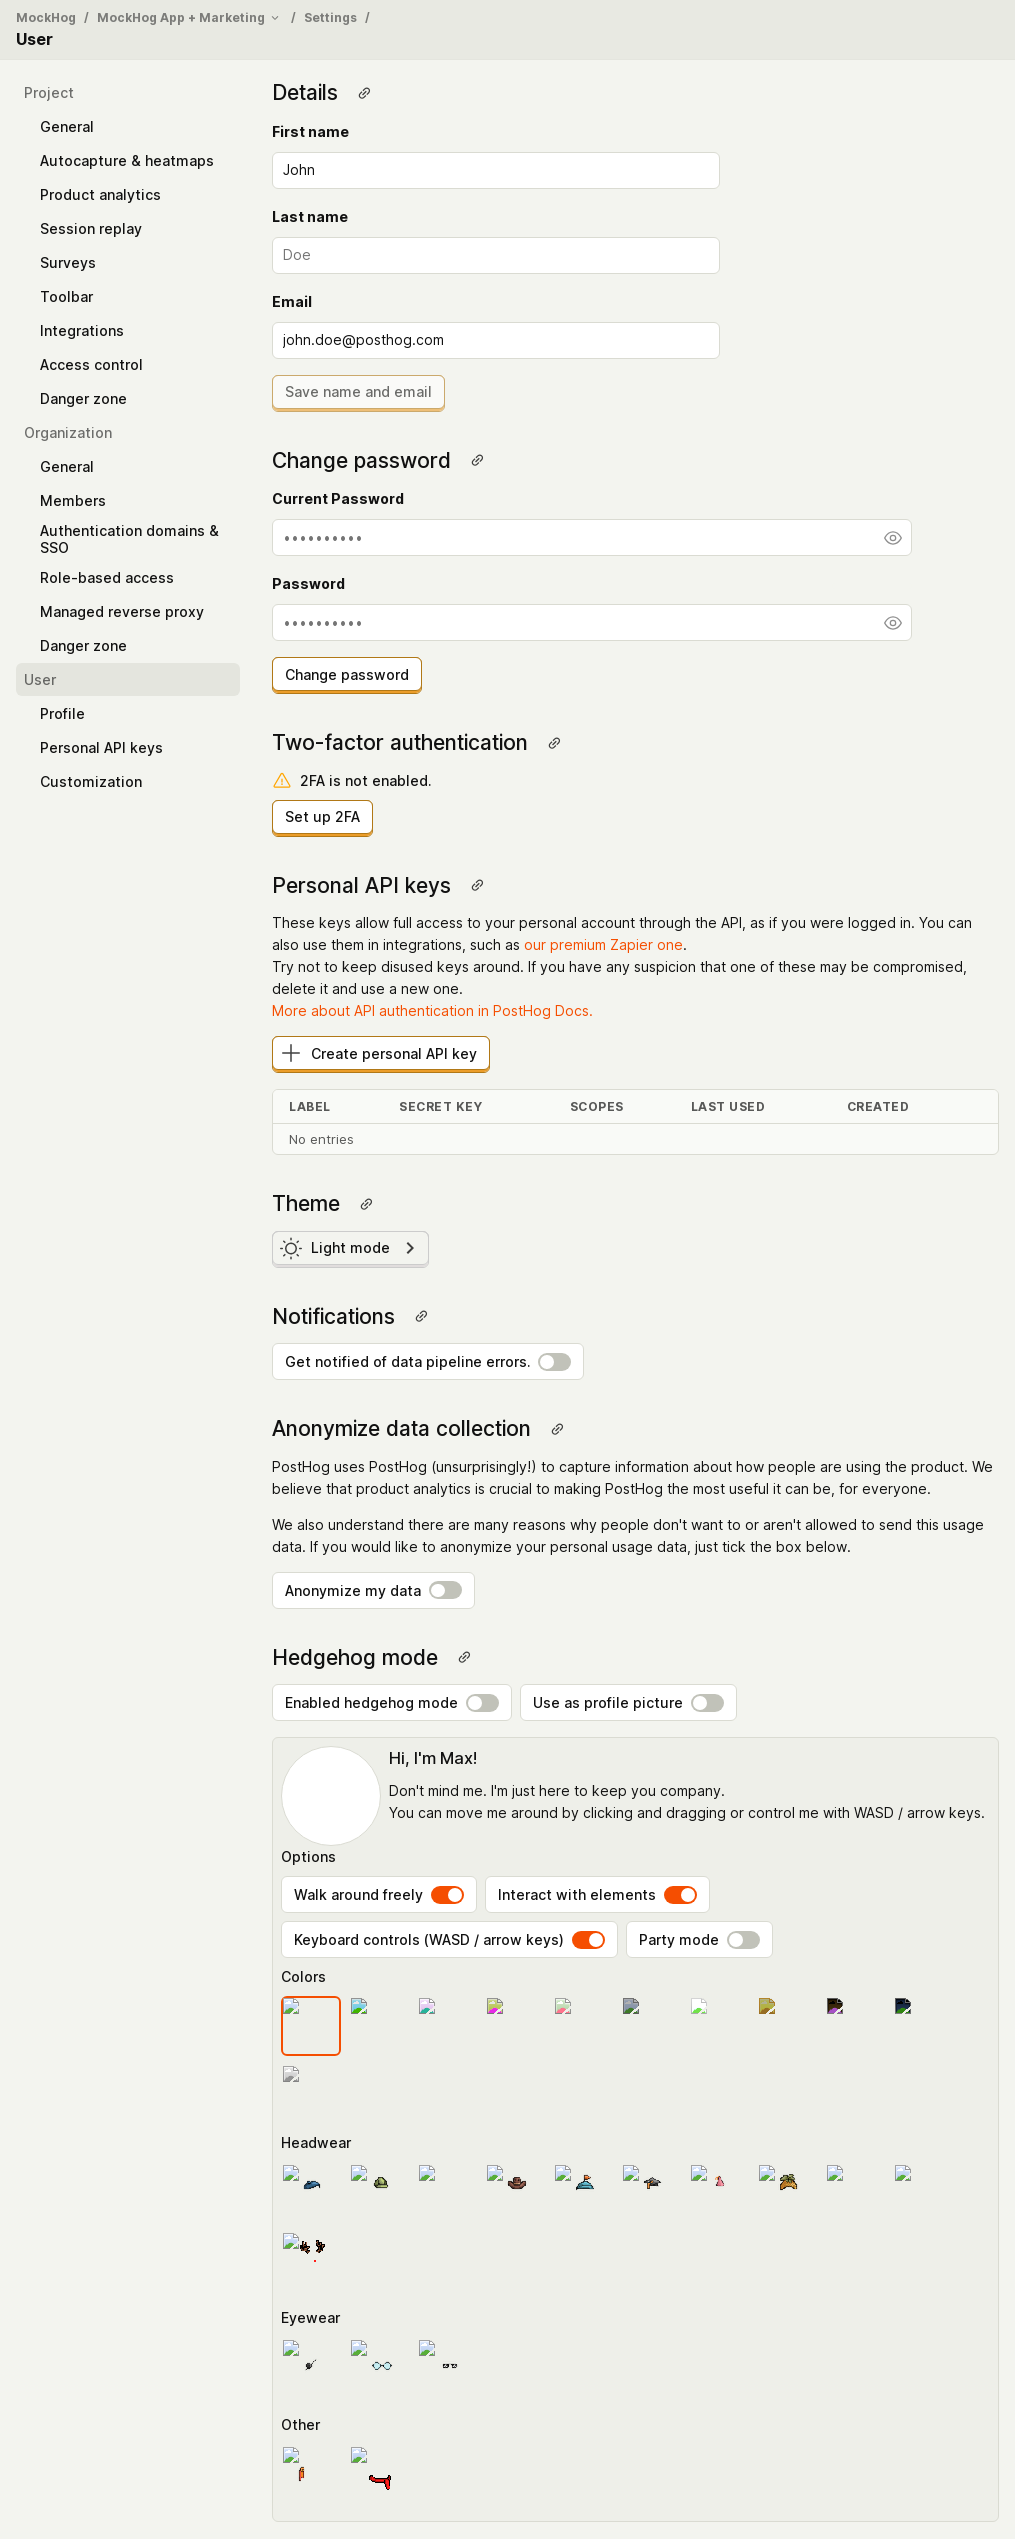 MockHog / MockHog App + Marketing / Settings /
User
Project
General
Autocapture & heatmaps
Product analytics
Session replay
Surveys
Toolbar
Integrations
Access control
Danger zone
Organization
General
Members
Authentication domains &
SSO
Role-based access
Managed reverse proxy
Danger zone
User
Profile
Personal API keys
Customization
Details
First name
John
Last name
Doe
Email
john.doe@posthog.com
Save name and email
Change password
Current Password
••••••••••
Password
••••••••••
Change password
Two-factor authentication
2FA is not enabled.
Set up 2FA
Personal API keys
These keys allow full access to your personal account through the API, as if you were logged in. You can
also use them in integrations, such as our premium Zapier one.
Try not to keep disused keys around. If you have any suspicion that one of these may be compromised,
delete it and use a new one.
More about API authentication in PostHog Docs.
Create personal API key
LABEL SECRET KEY SCOPES LAST USED CREATED
No entries
Theme
Light mode
Notifications
Get notified of data pipeline errors.
Anonymize data collection
PostHog uses PostHog (unsurprisingly!) to capture information about how people are using the product. We
believe that product analytics is crucial to making PostHog the most useful it can be, for everyone.
We also understand there are many reasons why people don't want to or aren't allowed to send this usage
data. If you would like to anonymize your personal usage data, just tick the box below.
Anonymize my data
Hedgehog mode
Enabled hedgehog mode Use as profile picture
Hi, I'm Max!
Don't mind me. I'm just here to keep you company.
You can move me around by clicking and dragging or control me with WASD / arrow keys.
Options
Walk around freely Interact with elements
Keyboard controls (WASD / arrow keys) Party mode
Colors
Headwear
Eyewear
Other